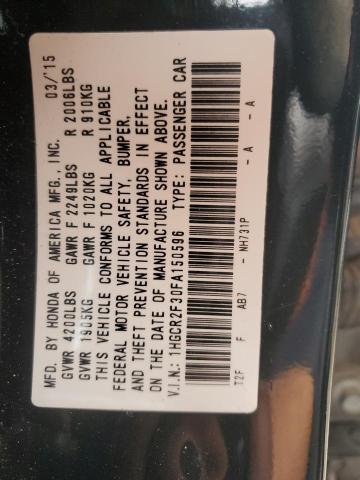 MFD. BY HONDA OF AMERICA MFG., INC. 03/'15
GVWR 4200LBS GAWR F 2249LBS R 2006LBS
GVWR 1905KG GAWR F 1020KG R 910KG
THIS VEHICLE CONFORMS TO ALL APPLICABLE
FEDERAL MOTOR VEHICLE SAFETY, BUMPER,
AND THEFT PREVENTION STANDARDS IN EFFECT
ON THE DATE OF MANUFACTURE SHOWN ABOVE.
V.I.N.: 1HGCR2F30FA150596 TYPE: PASSENGER CAR
T2F F AB7 - NH731P - A - A